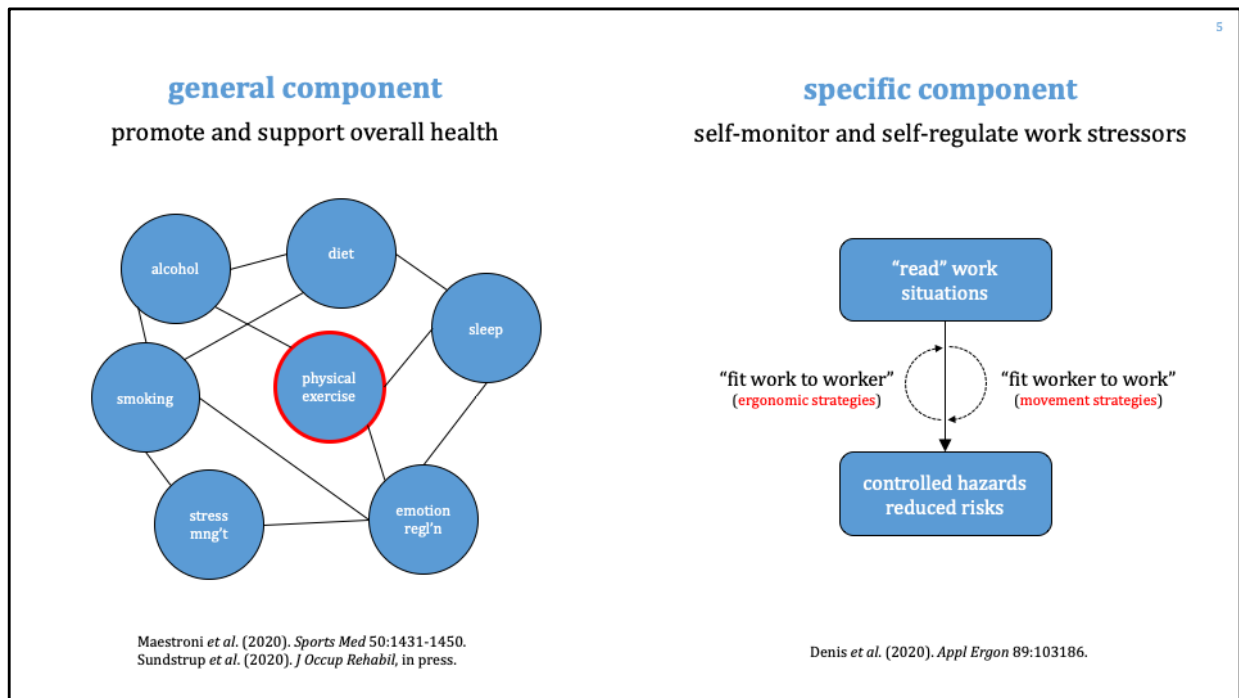 5
general component
promote and support overall health
alcohol
diet
sleep
physical
exercise
smoking
stress
mng't
emotion
regl'n
Maestroni et al. (2020). Sports Med 50:1431-1450.
Sundstrup et al. (2020). J Occup Rehabil, in press.
specific component
self-monitor and self-regulate work stressors
“read” work
situations
“fit work to worker”
(ergonomic strategies)
“fit worker to work”
(movement strategies)
controlled hazards
reduced risks
Denis et al. (2020). Appl Ergon 89:103186.